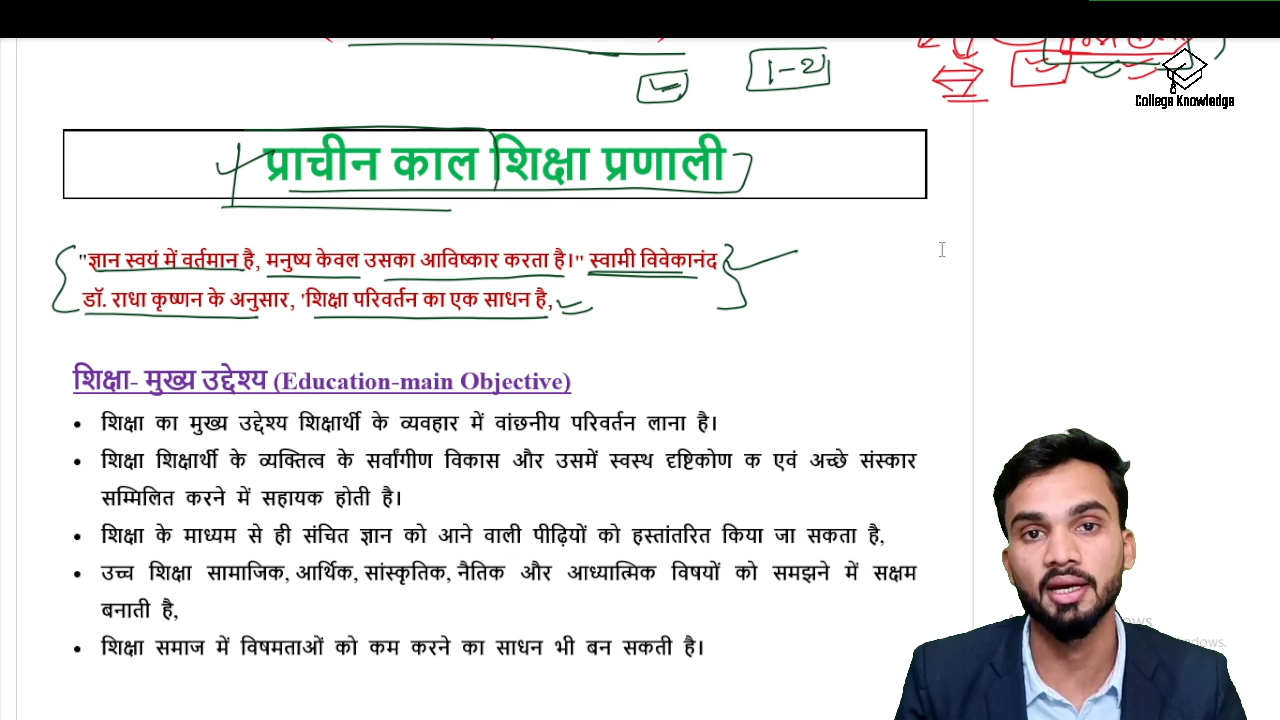 1-2
College Knowledge
प्राचीन काल शिक्षा प्रणाली
"ज्ञान स्वयं में वर्तमान है, मनुष्य केवल उसका आविष्कार करता है।" स्वामी विवेकानंद
डॉ. राधा कृष्णन के अनुसार, 'शिक्षा परिवर्तन का एक साधन है,
शिक्षा- मुख्य उद्देश्य (Education-main Objective)
• शिक्षा का मुख्य उद्देश्य शिक्षार्थी के व्यवहार में वांछनीय परिवर्तन लाना है।
• शिक्षा शिक्षार्थी के व्यक्तित्व के सर्वांगीण विकास और उसमें स्वस्थ दृष्टिकोण क एवं अच्छे संस्कार
सम्मिलित करने में सहायक होती है।
• शिक्षा के माध्यम से ही संचित ज्ञान को आने वाली पीढ़ियों को हस्तांतरित किया जा सकता है,
• उच्च शिक्षा सामाजिक, आर्थिक, सांस्कृतिक, नैतिक और आध्यात्मिक विषयों को समझने में सक्षम
बनाती है,
• शिक्षा समाज में विषमताओं को कम करने का साधन भी बन सकती है।